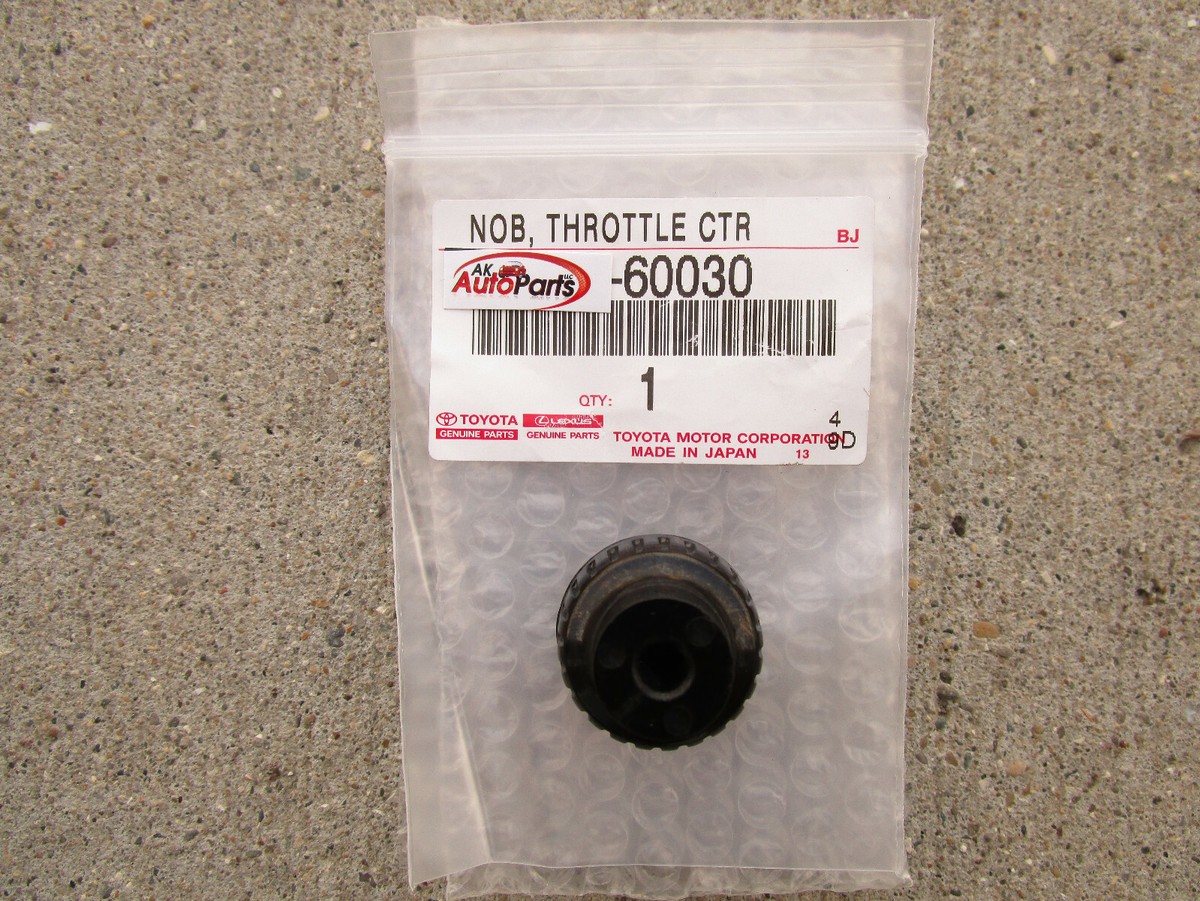 NOB, THROTTLE CTR
BJ
AK
AutoParts LLC
-60030
QTY: 1
TOYOTA
GENUINE PARTS
LEXUS
GENUINE PARTS
TOYOTA MOTOR CORPORATION
MADE IN JAPAN 13
4
9D